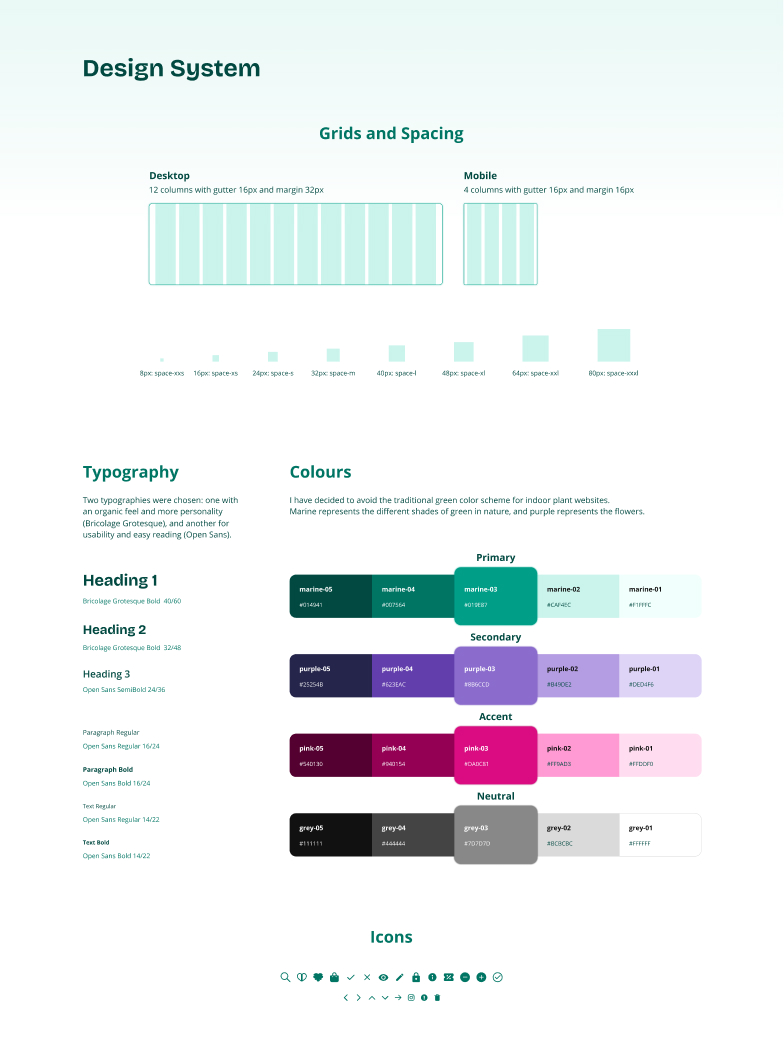 Design System
Grids and Spacing
Desktop
12 columns with gutter 16px and margin 32px
Mobile
4 columns with gutter 16px and margin 16px
8px: space-xxs
16px: space-xs
24px: space-s
32px: space-m
40px: space-l
48px: space-xl
64px: space-xxl
80px: space-xxxl
Typography
Two typographies were chosen: one with
an organic feel and more personality
(Bricolage Grotesque), and another for
usability and easy reading (Open Sans).
Heading 1
Bricolage Grotesque Bold 40/60
Heading 2
Bricolage Grotesque Bold 32/48
Heading 3
Open Sans SemiBold 24/36
Paragraph Regular
Open Sans Regular 16/24
Paragraph Bold
Open Sans Bold 16/24
Text Regular
Open Sans Regular 14/22
Text Bold
Open Sans Bold 14/22
Colours
I have decided to avoid the traditional green color scheme for indoor plant websites.
Marine represents the different shades of green in nature, and purple represents the flowers.
Primary
marine-05
#014941
marine-04
#007564
marine-03
#019E87
marine-02
#CAF4EC
marine-01
#F1FFFC
Secondary
purple-05
#25254B
purple-04
#623EAC
purple-03
#8B6CCD
purple-02
#B49DE2
purple-01
#DED4F6
Accent
pink-05
#540130
pink-04
#940154
pink-03
#DA0C81
pink-02
#FF9AD3
pink-01
#FFDDF0
Neutral
grey-05
#111111
grey-04
#444444
grey-03
#7D7D7D
grey-02
#BCBCBC
grey-01
#FFFFFF
Icons